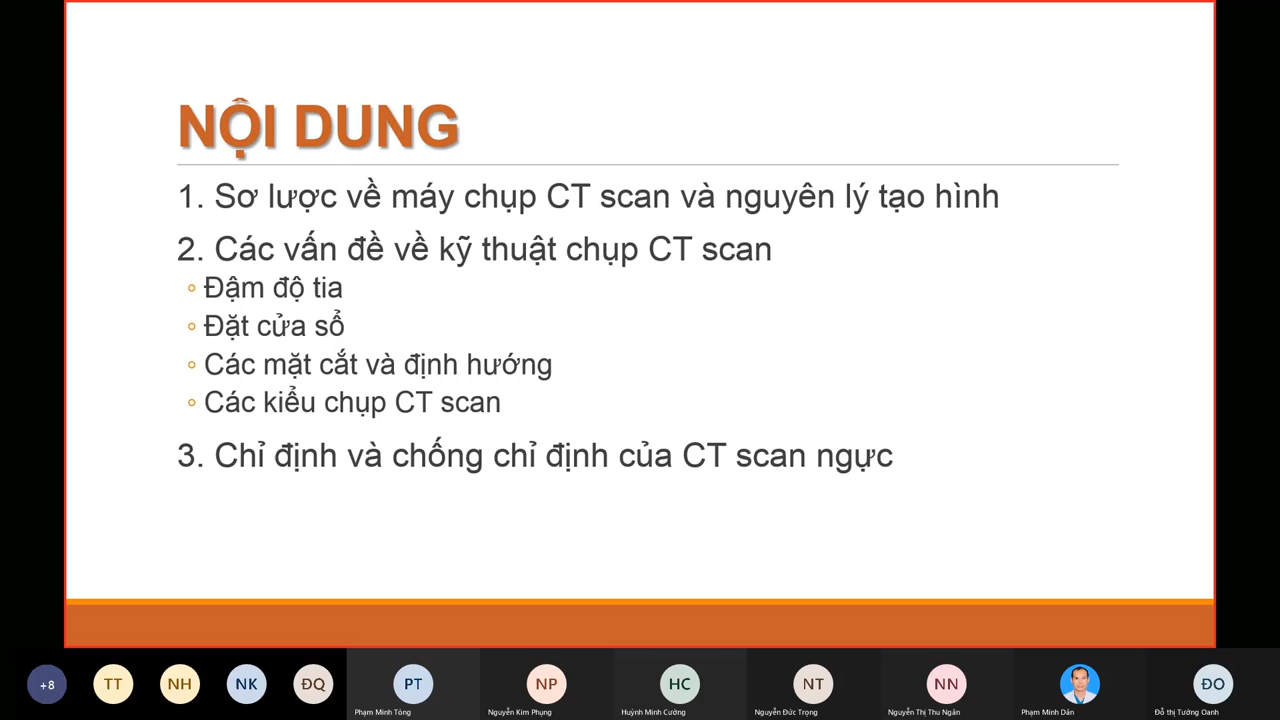 NỘI DUNG
1. Sơ lược về máy chụp CT scan và nguyên lý tạo hình
2. Các vấn đề về kỹ thuật chụp CT scan
◦ Đậm độ tia
◦ Đặt cửa sổ
◦ Các mặt cắt và định hướng
◦ Các kiểu chụp CT scan
3. Chỉ định và chống chỉ định của CT scan ngực
+8 TT NH NK ĐQ PT NP HC NT NN ĐO
Phạm Minh Tòng Nguyễn Kim Phụng Huỳnh Minh Cường Nguyễn Đức Trọng Nguyễn Thị Thu Ngân Phạm Minh Dân Đỗ thị Tường Oanh